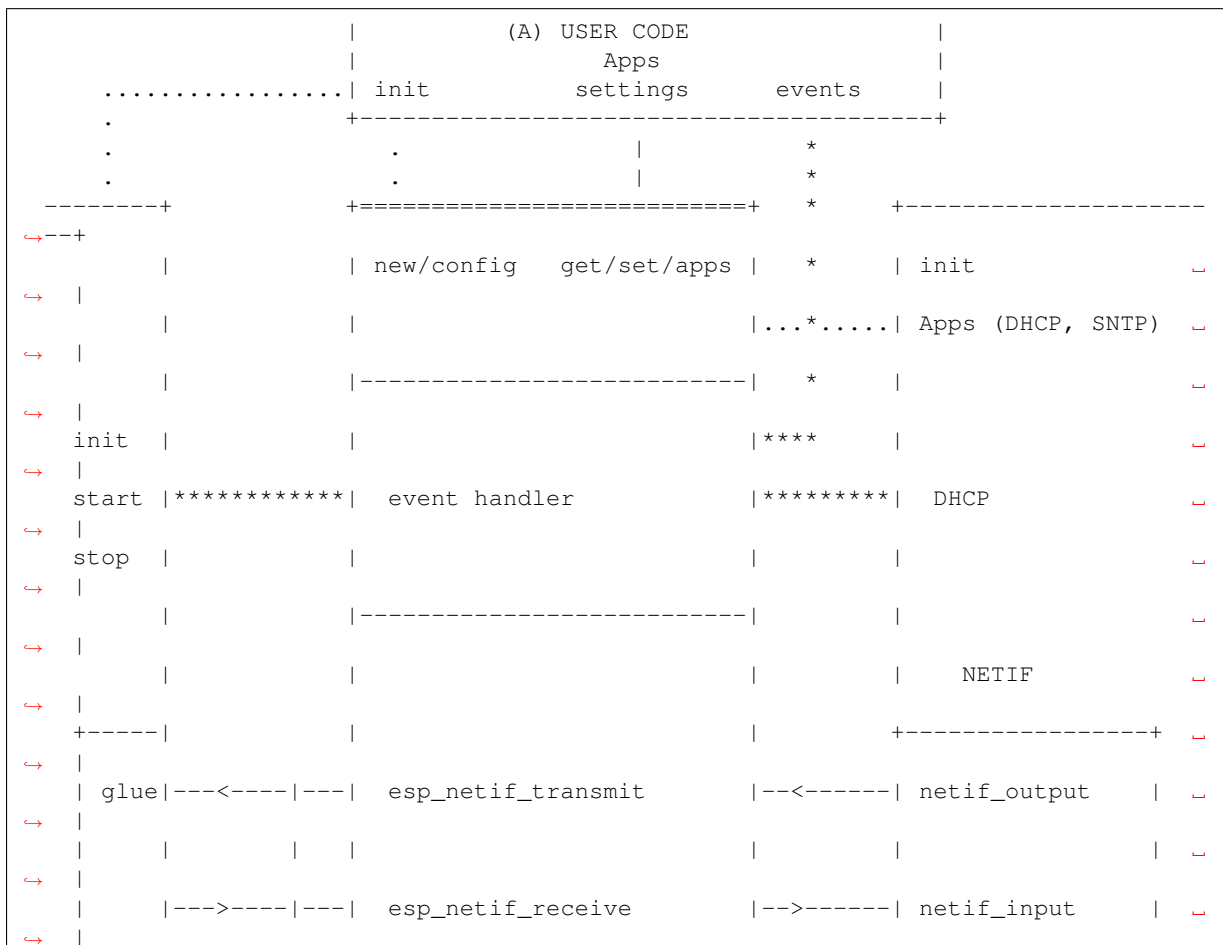 (A) USER CODE
Apps
init settings events
new/config get/set/apps init
Apps (DHCP, SNTP)
init
start event handler DHCP
stop
NETIF
glue esp_netif_transmit netif_output
esp_netif_receive netif_input